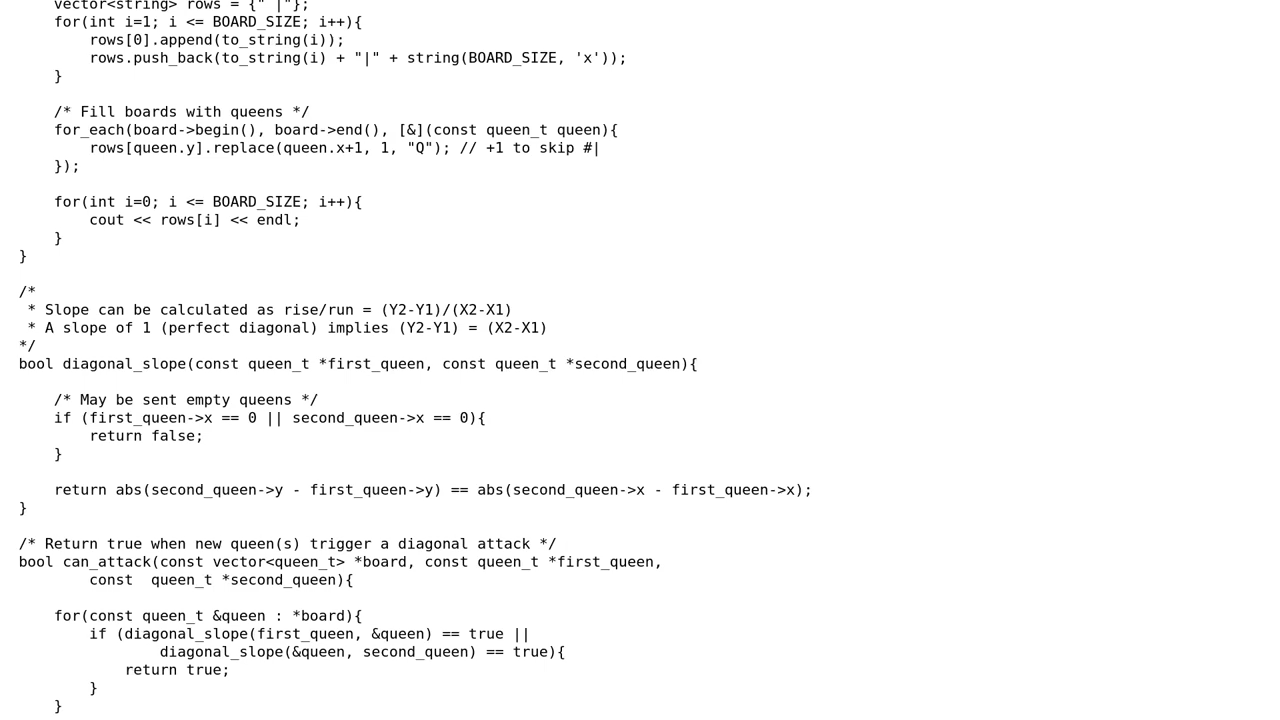 vector<string> rows = {" |"};
    for(int i=1; i <= BOARD_SIZE; i++){
        rows[0].append(to_string(i));
        rows.push_back(to_string(i) + "|" + string(BOARD_SIZE, 'x'));
    }

    /* Fill boards with queens */
    for_each(board->begin(), board->end(), [&](const queen_t queen){
        rows[queen.y].replace(queen.x+1, 1, "Q"); // +1 to skip #|
    });

    for(int i=0; i <= BOARD_SIZE; i++){
        cout << rows[i] << endl;
    }
}

/*
 * Slope can be calculated as rise/run = (Y2-Y1)/(X2-X1)
 * A slope of 1 (perfect diagonal) implies (Y2-Y1) = (X2-X1)
*/
bool diagonal_slope(const queen_t *first_queen, const queen_t *second_queen){

    /* May be sent empty queens */
    if (first_queen->x == 0 || second_queen->x == 0){
        return false;
    }

    return abs(second_queen->y - first_queen->y) == abs(second_queen->x - first_queen->x);
}

/* Return true when new queen(s) trigger a diagonal attack */
bool can_attack(const vector<queen_t> *board, const queen_t *first_queen,
        const  queen_t *second_queen){

    for(const queen_t &queen : *board){
        if (diagonal_slope(first_queen, &queen) == true ||
                diagonal_slope(&queen, second_queen) == true){
            return true;
        }
    }